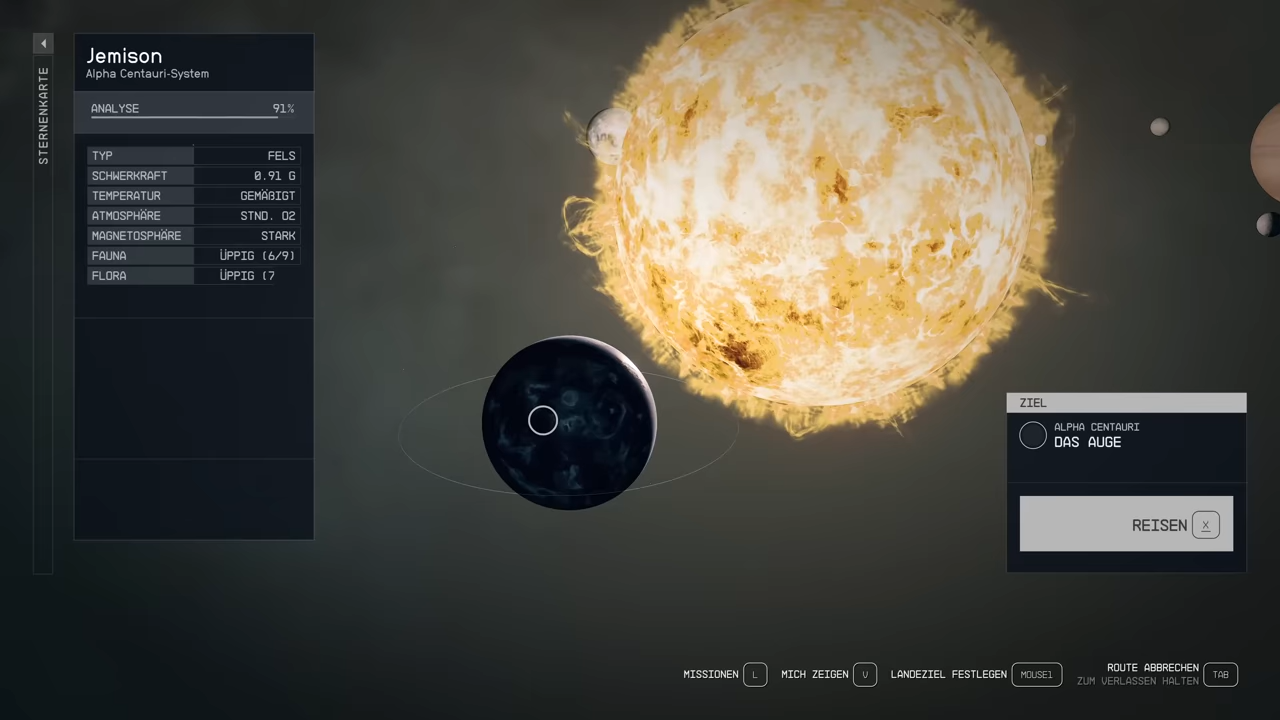 STERNENKARTE
Jemison
Alpha Centauri-System
ANALYSE 91%
TYP FELS
SCHWERKRAFT 0.91 G
TEMPERATUR GEMÄßIGT
ATMOSPHÄRE STND. O2
MAGNETOSPHÄRE STARK
FAUNA ÜPPIG (6/9)
FLORA ÜPPIG (7
ZIEL
ALPHA CENTAURI
DAS AUGE
REISEN X
MISSIONEN L MICH ZEIGEN V LANDEZIEL FESTLEGEN MOUSE1 ROUTE ABBRECHEN TAB
ZUM VERLASSEN HALTEN